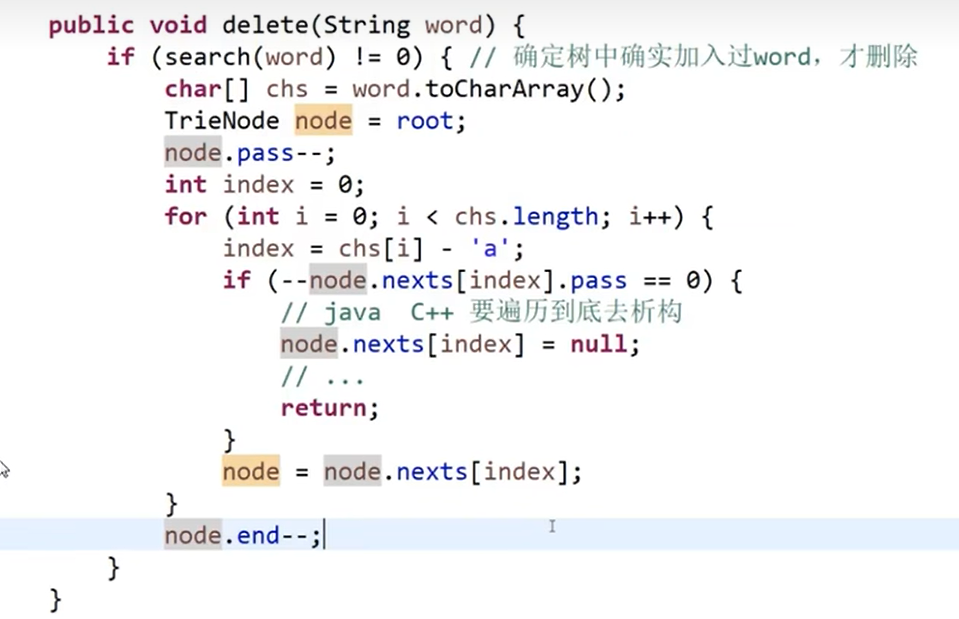 public void delete(String word) {
if (search(word) != 0) { // 确定树中确实加入过word，才删除
char[] chs = word.toCharArray();
TrieNode node = root;
node.pass--;
int index = 0;
for (int i = 0; i < chs.length; i++) {
index = chs[i] - 'a';
if (--node.nexts[index].pass == 0) {
// java C++ 要遍历到底去析构
node.nexts[index] = null;
// ...
return;
}
node = node.nexts[index];
}
node.end--;
}
}